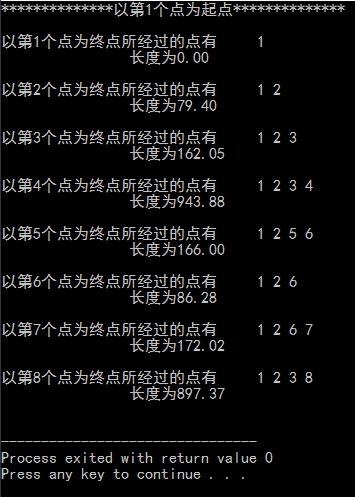 **************以第1个点为起点**************
以第1个点为终点所经过的点有 1
长度为0.00
以第2个点为终点所经过的点有 1 2
长度为79.40
以第3个点为终点所经过的点有 1 2 3
长度为162.05
以第4个点为终点所经过的点有 1 2 3 4
长度为943.88
以第5个点为终点所经过的点有 1 2 5 6
长度为166.00
以第6个点为终点所经过的点有 1 2 6
长度为86.28
以第7个点为终点所经过的点有 1 2 6 7
长度为172.02
以第8个点为终点所经过的点有 1 2 3 8
长度为897.37
--------------------------------
Process exited with return value 0
Press any key to continue . . .